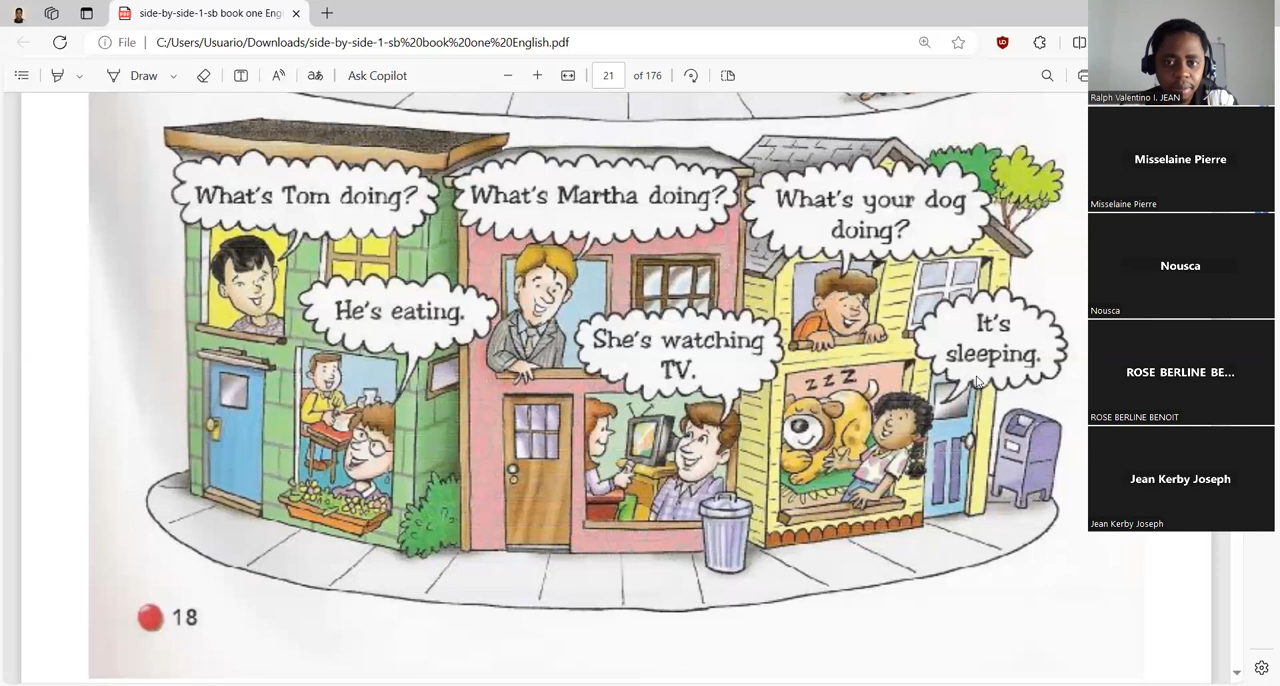 side-by-side-1-sb book one Eng
File
C:/Users/Usuario/Downloads/side-by-side-1-sb%20book%20one%20English.pdf
Draw
Ask Copilot
21 of 176
What's Tom doing?
What's Martha doing?
What's your dog
doing?
He's eating.
She's watching
TV.
It's
sleeping.
z z z
18
Ralph Valentino I. JEAN
Misselaine Pierre
Misselaine Pierre
Nousca
Nousca
ROSE BERLINE BE...
ROSE BERLINE BENOIT
Jean Kerby Joseph
Jean Kerby Joseph